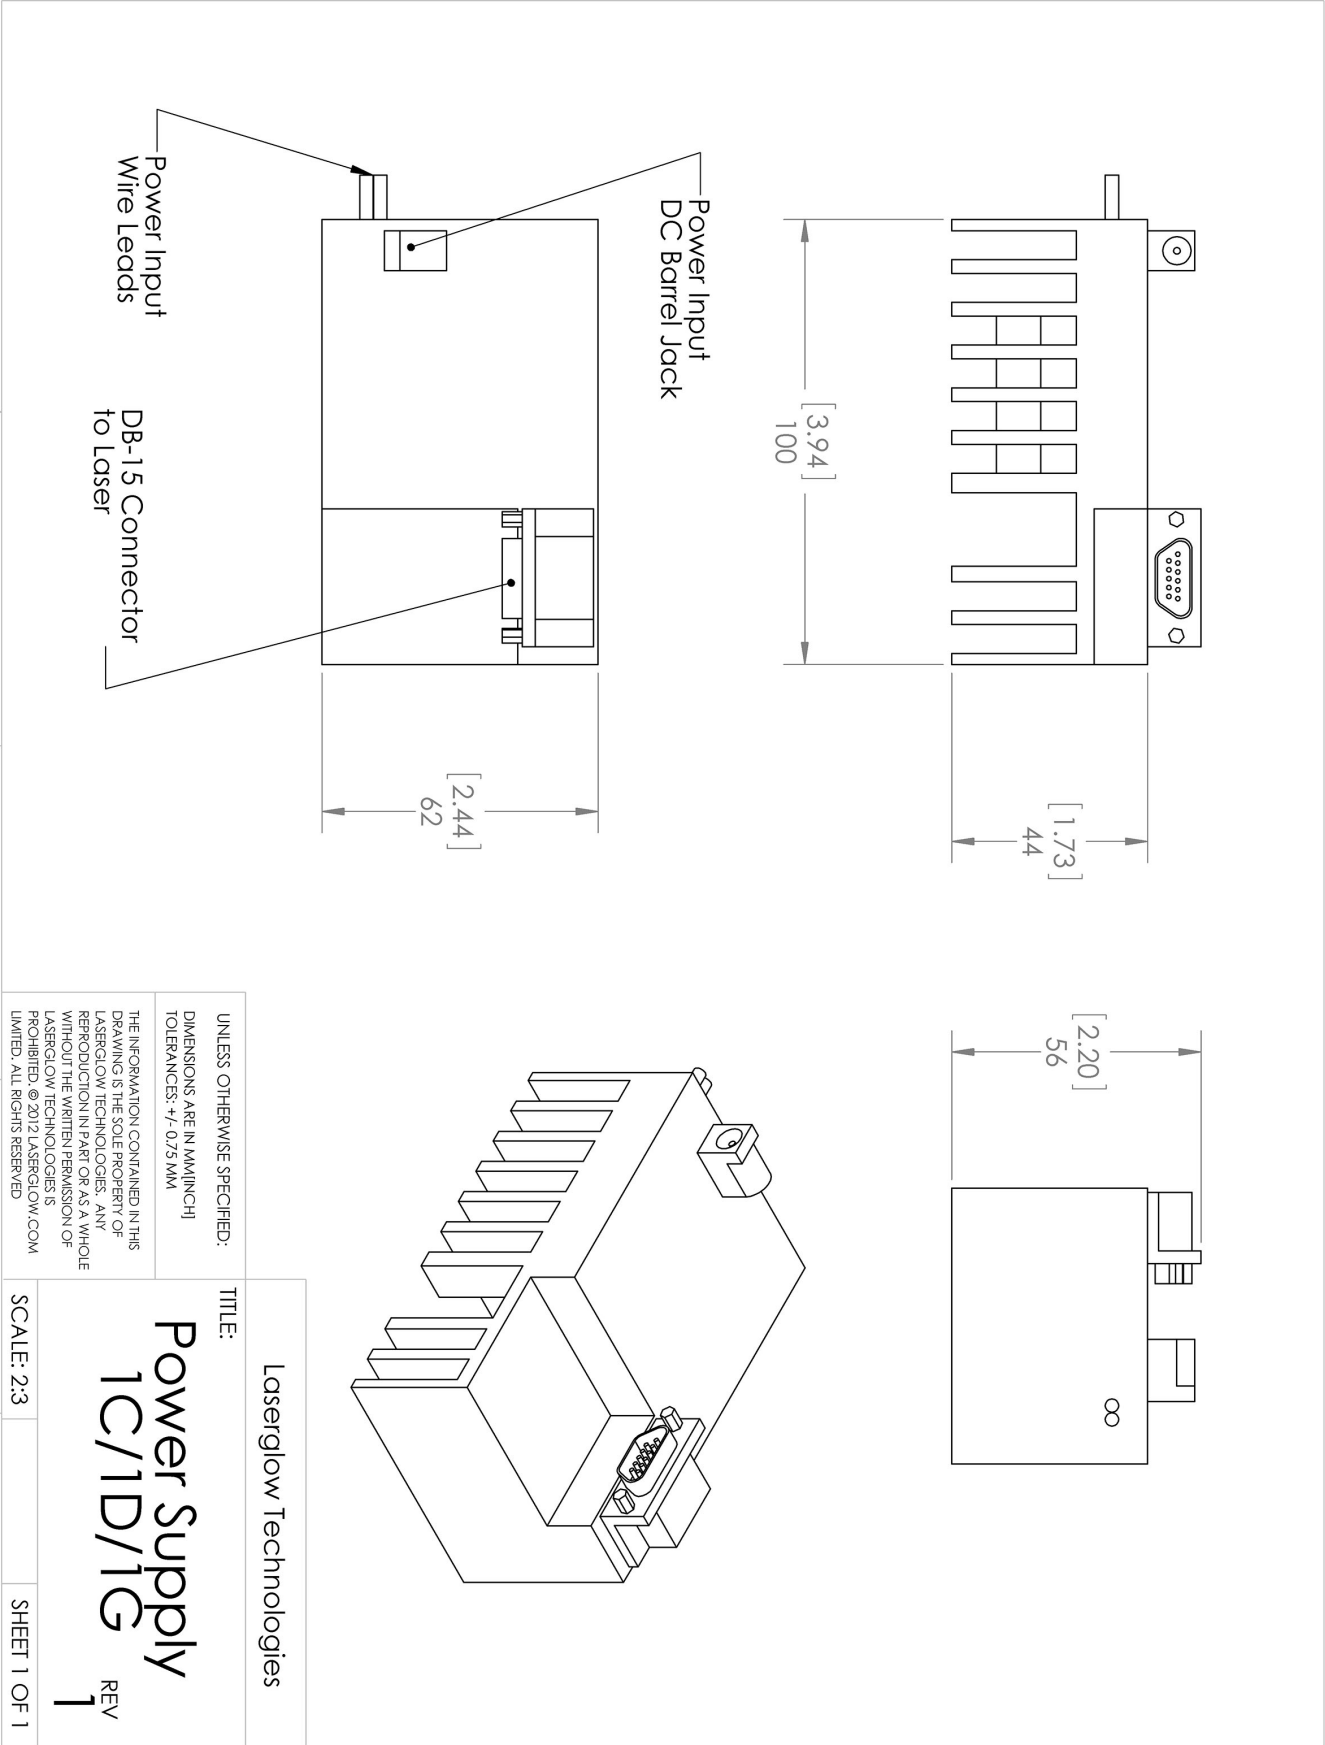 [2.20]
56
[1.73]
44
[3.94]
100
Power Input
DC Barrel Jack
[2.44]
62
Power Input
Wire Leads
DB-15 Connector
to Laser
UNLESS OTHERWISE SPECIFIED:
DIMENSIONS ARE IN MM[INCH]
TOLERANCES: +/- 0.75 MM
THE INFORMATION CONTAINED IN THIS
DRAWING IS THE SOLE PROPERTY OF
LASERGLOW TECHNOLOGIES. ANY
REPRODUCTION IN PART OR AS A WHOLE
WITHOUT THE WRITTEN PERMISSION OF
LASERGLOW TECHNOLOGIES IS
PROHIBITED. © 2012 LASERGLOW.COM
LIMITED. ALL RIGHTS RESERVED
Laserglow Technologies
TITLE:
Power Supply
1C/1D/1G
REV
1
SCALE: 2:3
SHEET 1 OF 1